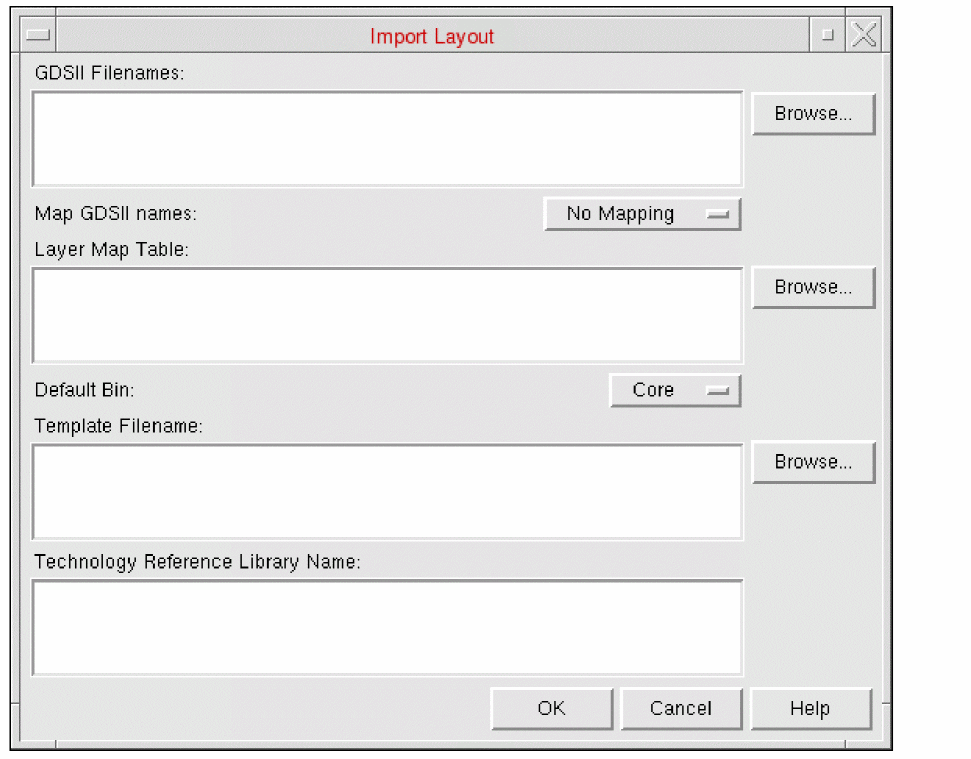 Import Layout
GDSII Filenames:
Browse...
Map GDSII names:
No Mapping
Layer Map Table:
Browse...
Default Bin:
Core
Template Filename:
Browse...
Technology Reference Library Name:
OK
Cancel
Help